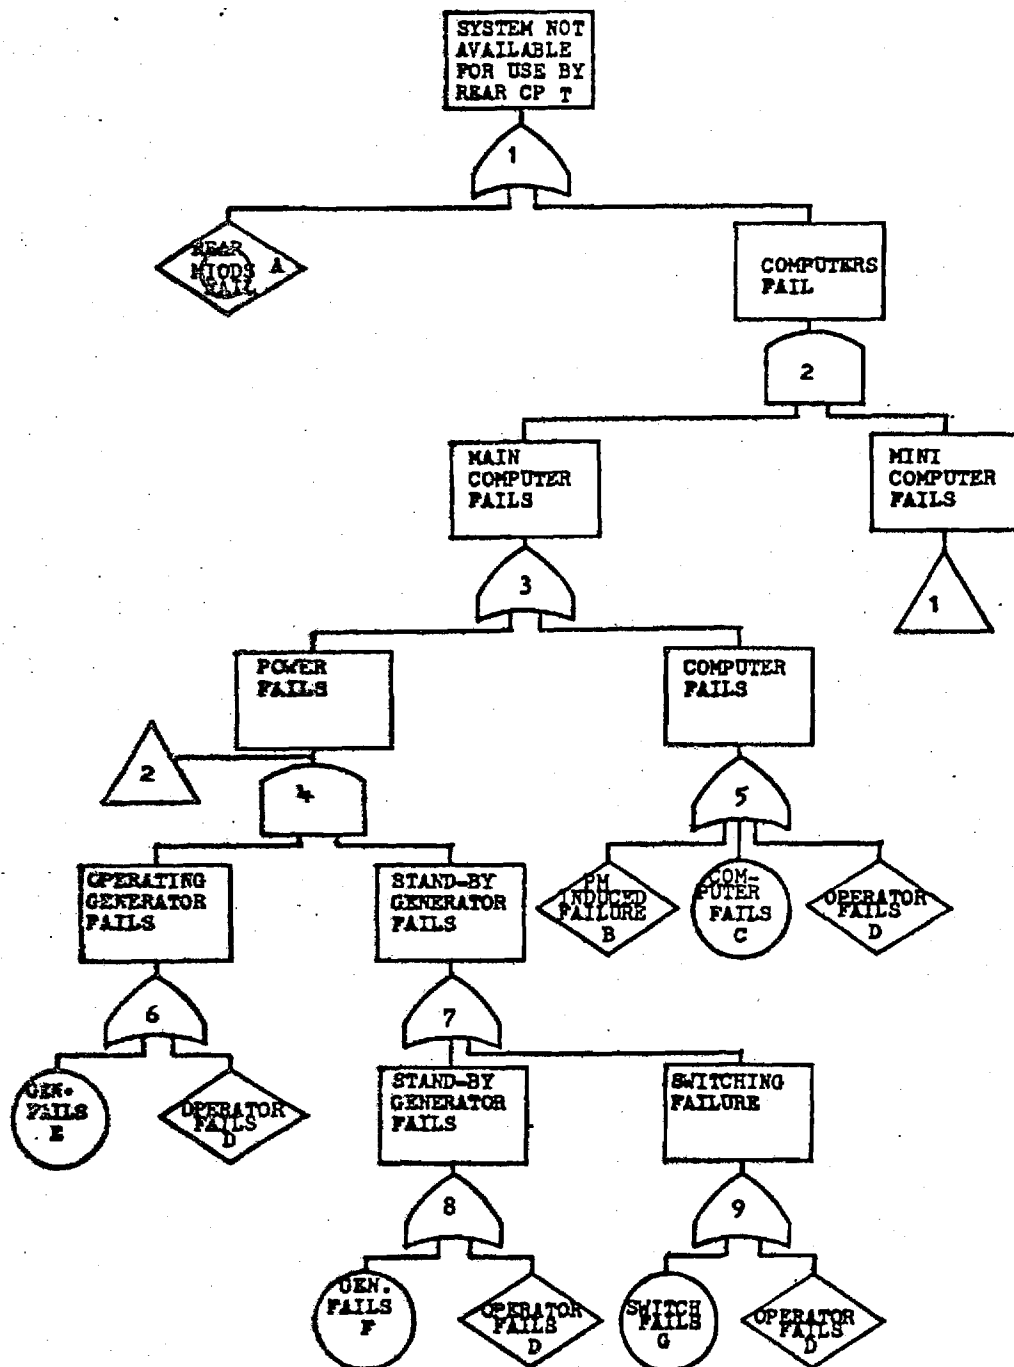 SYSTEM NOT
AVAILABLE
FOR USE BY
REAR CP T
1
REAR
MIODS A
FAIL
COMPUTERS
FAIL
2
MAIN
COMPUTER
FAILS
MINI
COMPUTER
FAILS
3
1
POWER
FAILS
COMPUTER
FAILS
2
4
5
OPERATING
GENERATOR
FAILS
STAND-BY
GENERATOR
FAILS
PM
INDUCED
FAILURE
B
COM-
PUTER
FAILS
C
OPERATOR
FAILS
D
6
7
GEN.
FAILS
E
OPERATOR
FAILS
D
STAND-BY
GENERATOR
FAILS
SWITCHING
FAILURE
8
9
GEN.
FAILS
F
OPERATOR
FAILS
D
SWITCH
FAILS
G
OPERATOR
FAILS
D